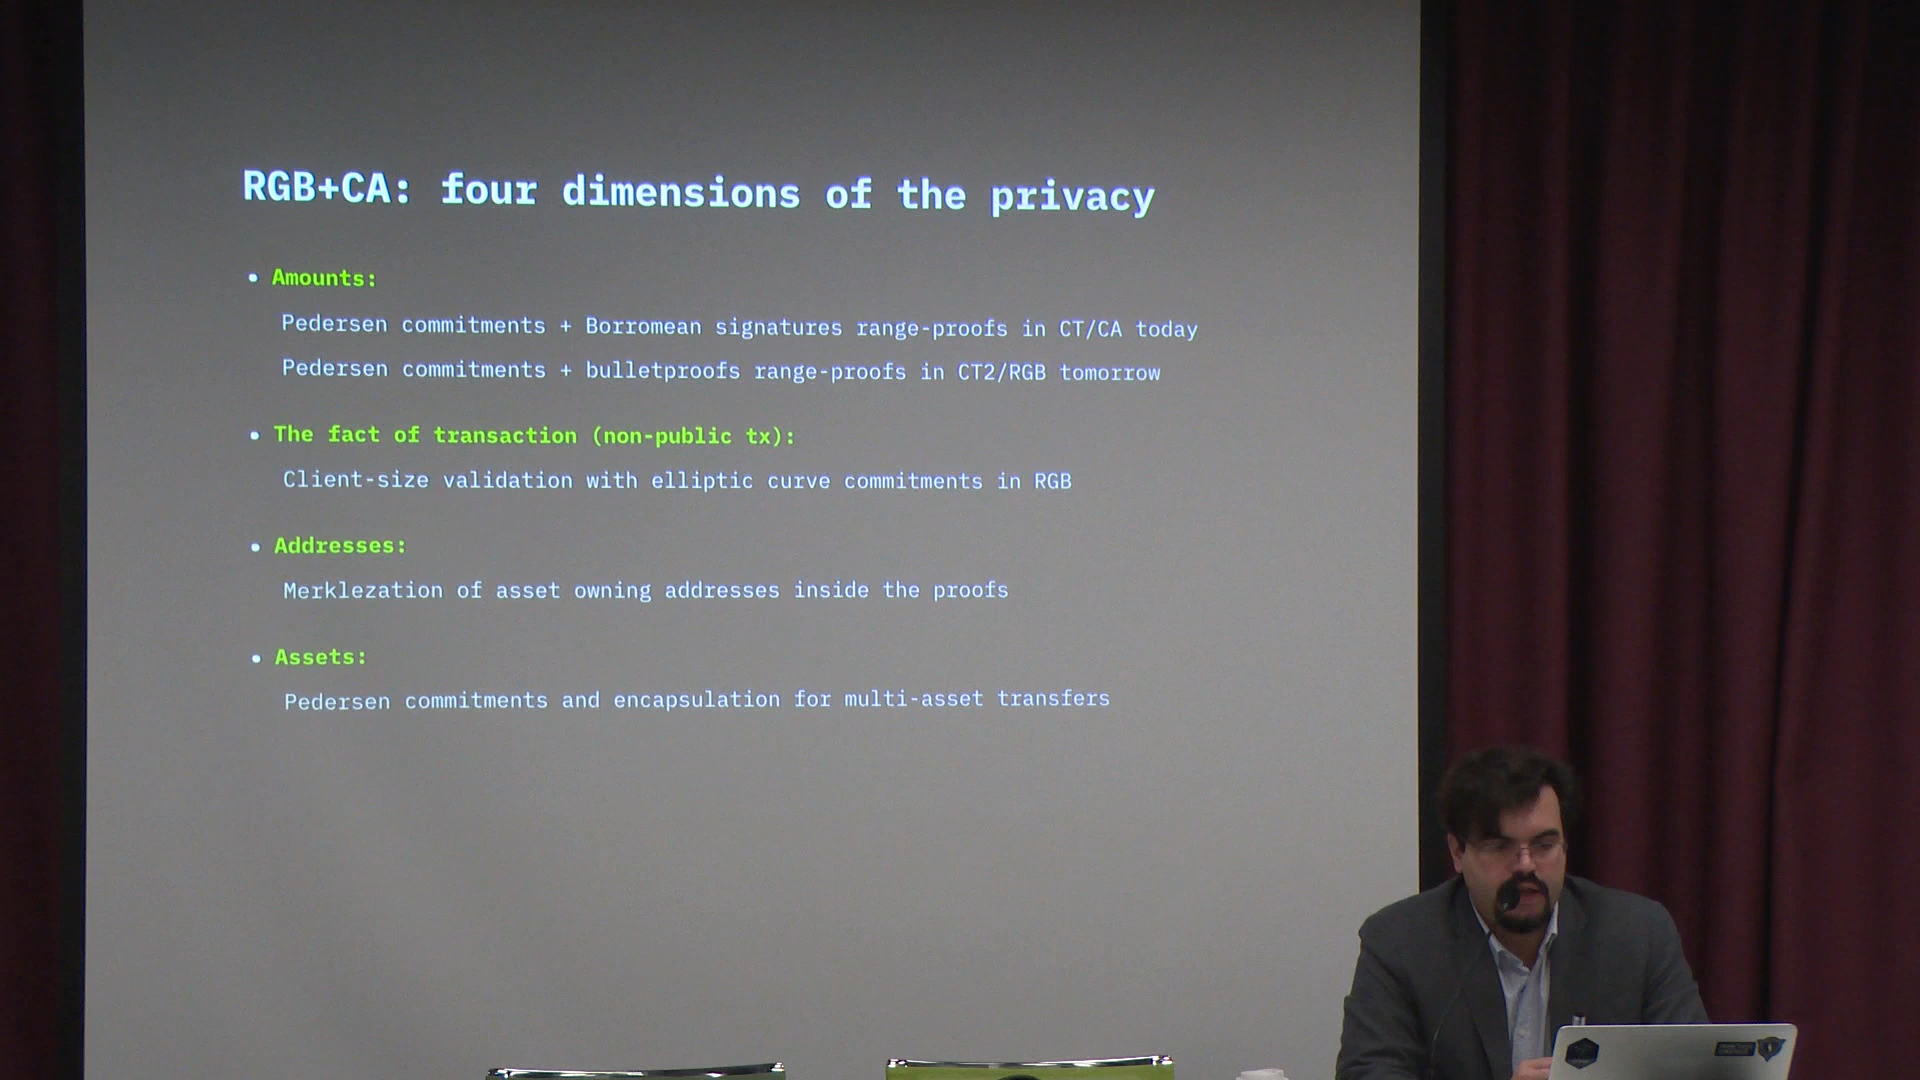 RGB+CA: four dimensions of the privacy
• Amounts:
Pedersen commitments + Borromean signatures range-proofs in CT/CA today
Pedersen commitments + bulletproofs range-proofs in CT2/RGB tomorrow
• The fact of transaction (non-public tx):
Client-size validation with elliptic curve commitments in RGB
• Addresses:
Merklezation of asset owning addresses inside the proofs
• Assets:
Pedersen commitments and encapsulation for multi-asset transfers